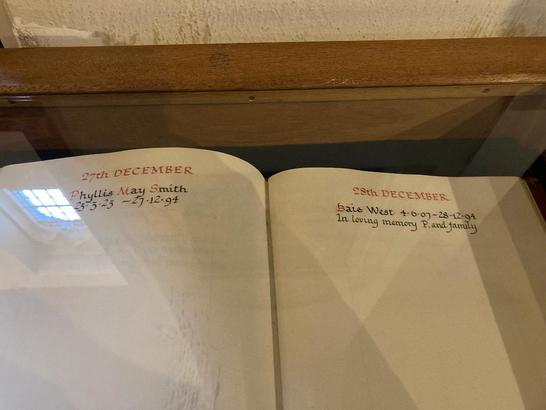 27th DECEMBER
Phyllis May Smith
23·3·23 – 27·12·94
28th DECEMBER
West 4·6·07–28·12·94
In loving memory P. and family